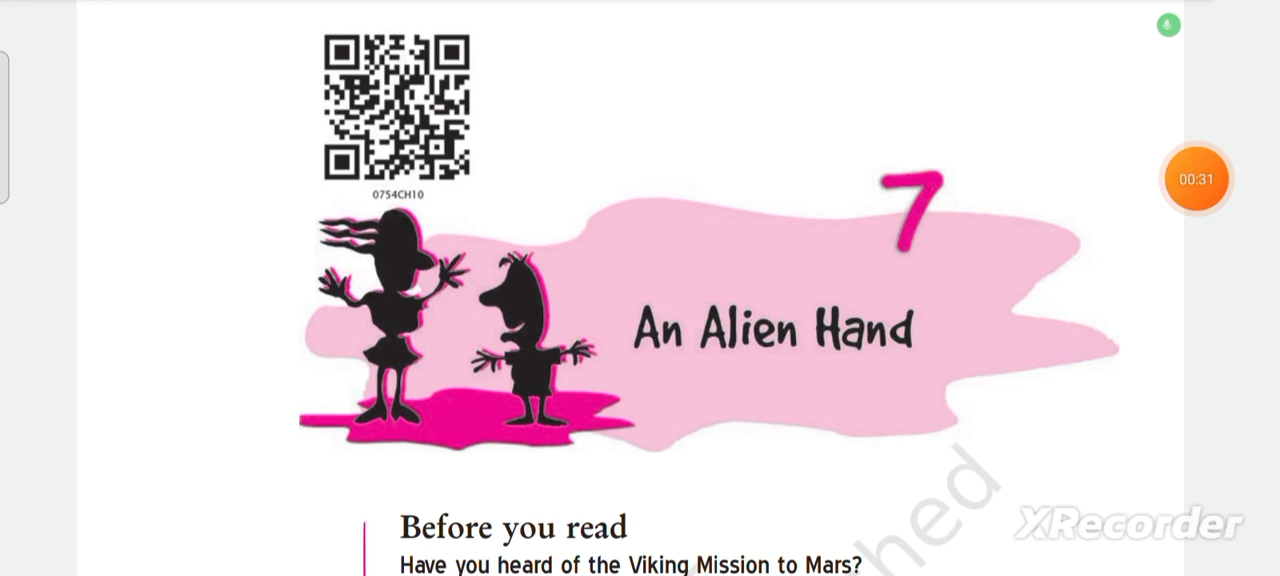 0754CH10
7
00:31
An Alien Hand
XRecorder
Before you read
Have you heard of the Viking Mission to Mars?